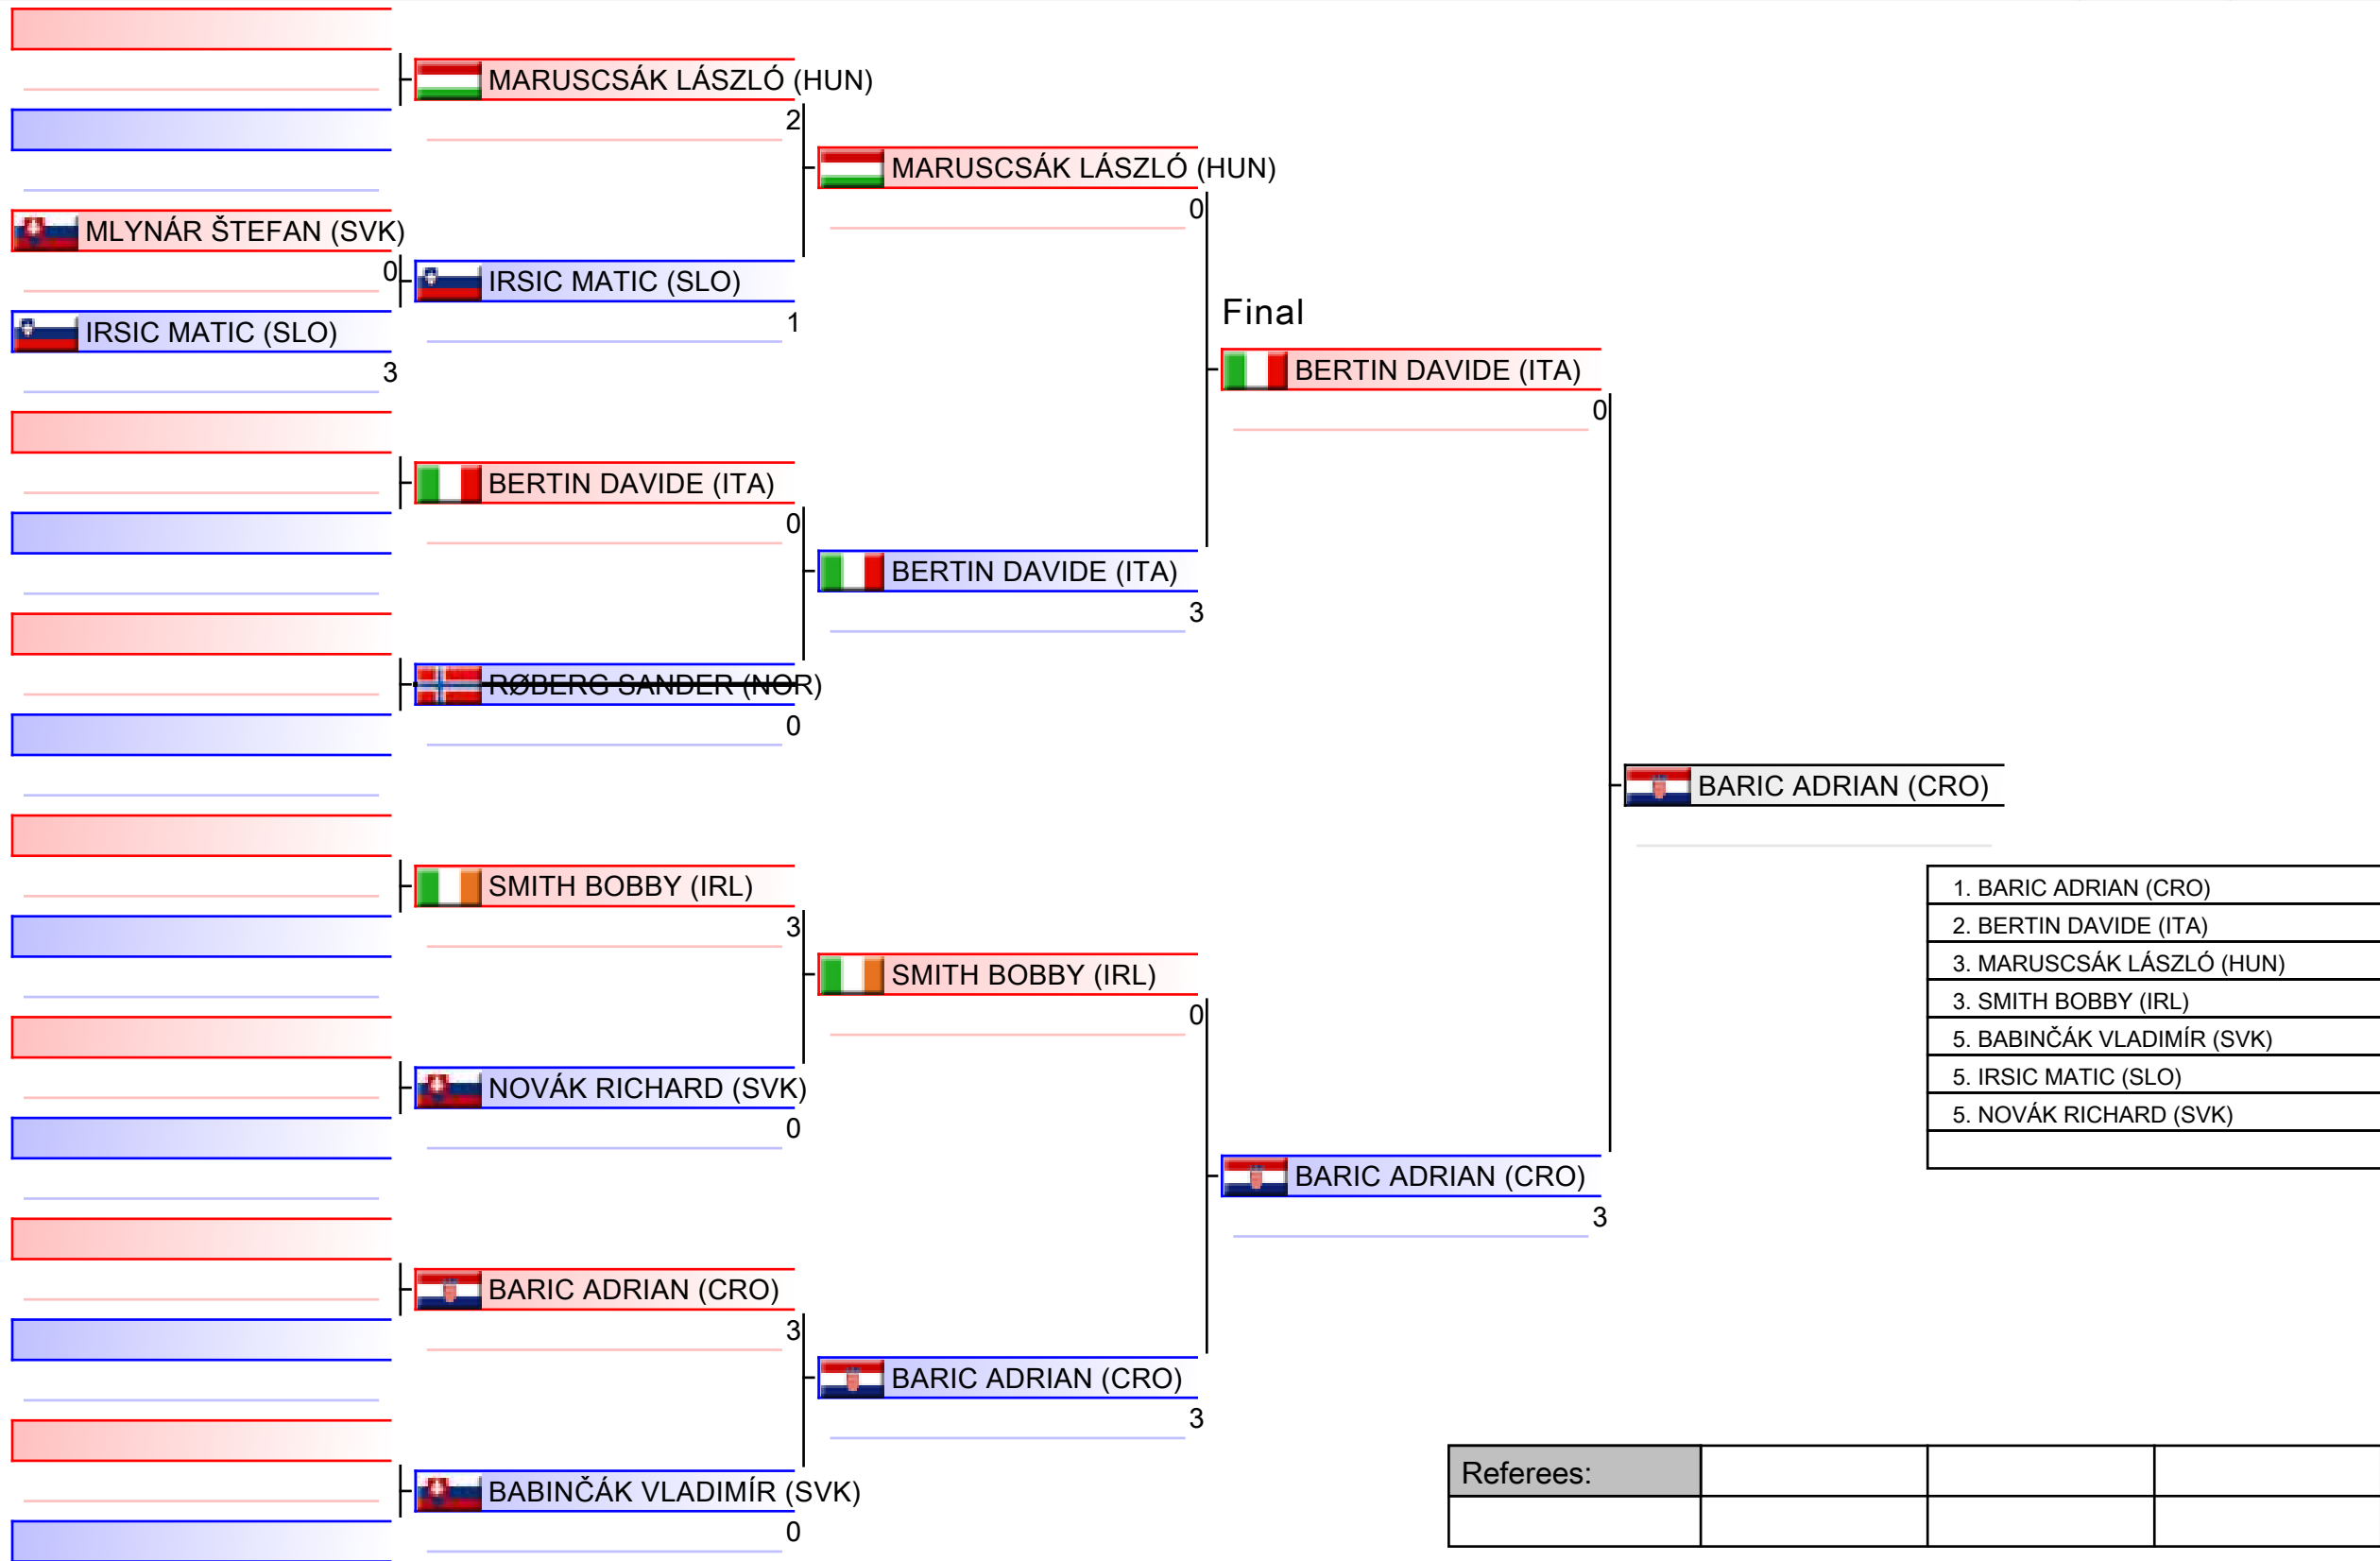 MARUSCSÁK LÁSZLÓ (HUN)
2
MARUSCSÁK LÁSZLÓ (HUN)
0
MLYNÁR ŠTEFAN (SVK)
0
IRSIC MATIC (SLO)
1
IRSIC MATIC (SLO)
3
Final
BERTIN DAVIDE (ITA)
0
BERTIN DAVIDE (ITA)
0
BERTIN DAVIDE (ITA)
3
RØBERG SANDER (NOR)
0
BARIC ADRIAN (CRO)
SMITH BOBBY (IRL)
3
SMITH BOBBY (IRL)
0
NOVÁK RICHARD (SVK)
0
BARIC ADRIAN (CRO)
3
BARIC ADRIAN (CRO)
3
BARIC ADRIAN (CRO)
3
BABINČÁK VLADIMÍR (SVK)
0
1. BARIC ADRIAN (CRO)
2. BERTIN DAVIDE (ITA)
3. MARUSCSÁK LÁSZLÓ (HUN)
3. SMITH BOBBY (IRL)
5. BABINČÁK VLADIMÍR (SVK)
5. IRSIC MATIC (SLO)
5. NOVÁK RICHARD (SVK)
Referees: